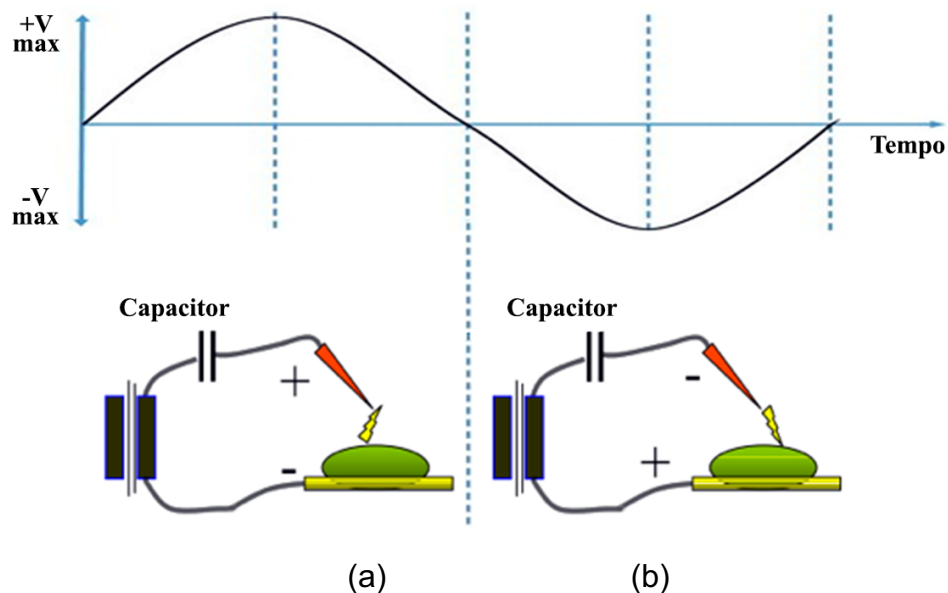 +V
max
-V
max
Tempo
Capacitor
Capacitor
+
-
-
+
(a)
(b)